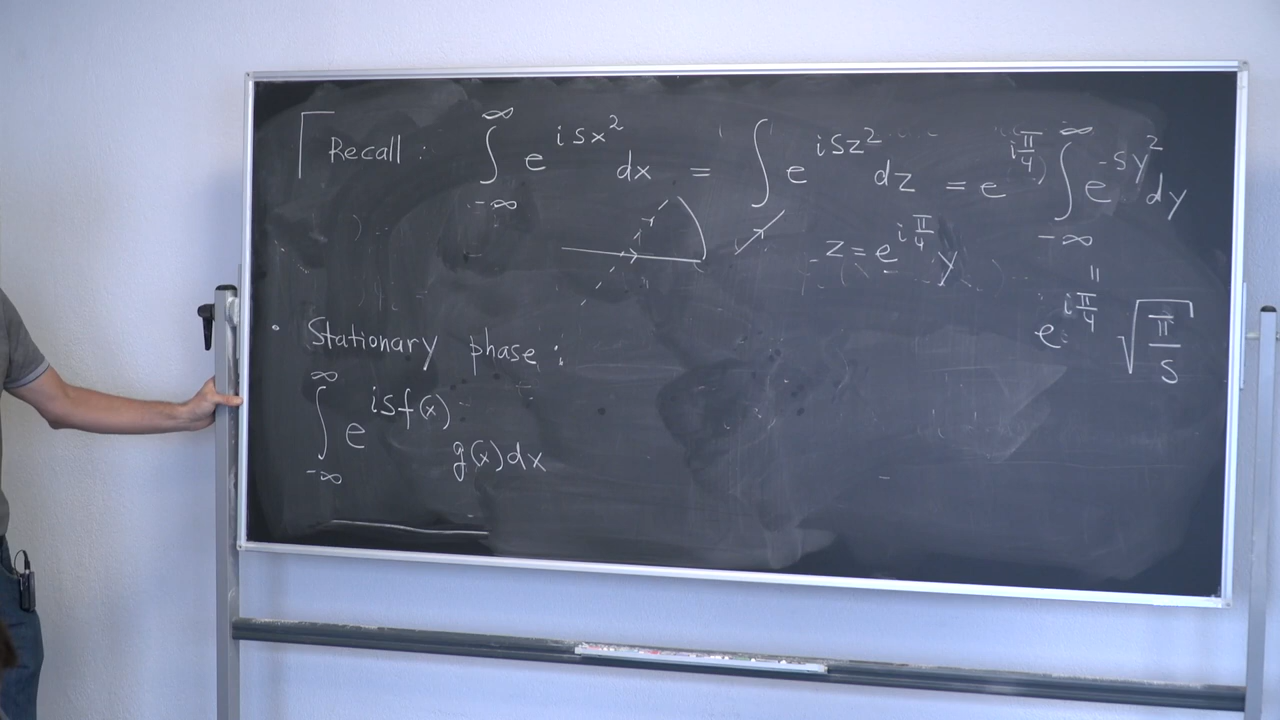 Recall : ∫_{-∞}^{∞} e^{isx²} dx = ∫ e^{isz²} dz = e^{iπ/4} ∫_{-∞}^{∞} e^{-sy²} dy
z = e^{iπ/4} y
"
e^{iπ/4} √(π/s)
• Stationary phase :
∫_{-∞}^{∞} e^{isf(x)} g(x) dx